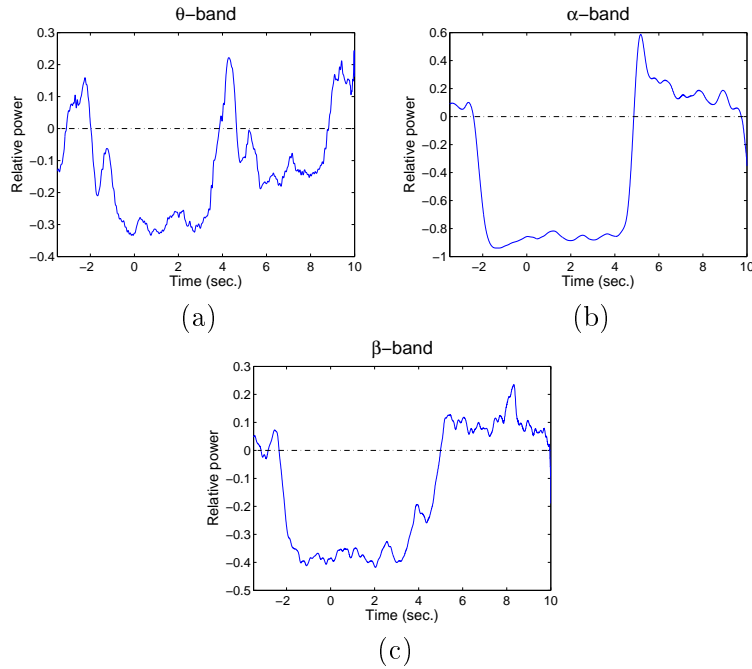 θ−band
0.3
0.2
0.1
0
−0.1
−0.2
−0.3
−0.4
Relative power
−2 0 2 4 6 8 10
Time (sec.)
(a)
α−band
0.6
0.4
0.2
0
−0.2
−0.4
−0.6
−0.8
−1
Relative power
−2 0 2 4 6 8 10
Time (sec.)
(b)
β−band
0.3
0.2
0.1
0
−0.1
−0.2
−0.3
−0.4
−0.5
Relative power
−2 0 2 4 6 8 10
Time (sec.)
(c)